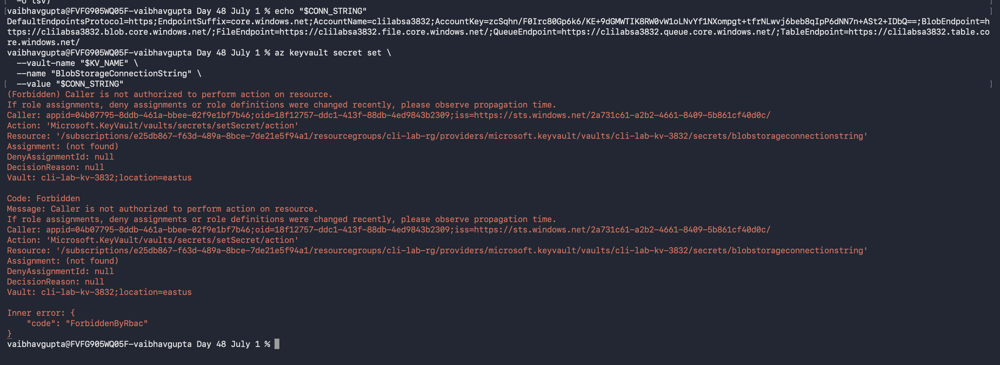 [ -o tsv) ]
[vaibhavgupta@FVFG905WQ05F-vaibhavgupta Day 48 July 1 % echo "$CONN_STRING" ]
DefaultEndpointsProtocol=https;EndpointSuffix=core.windows.net;AccountName=clilabsa3832;AccountKey=zcSqhn/F0Irc80Gp6k6/KE+9dGMWTIK8RW0vW1oLNvYf1NXompgt+tfrNLwvj6beb8qIpP6dNN7n+ASt2+IDbQ==;BlobEndpoint=h
ttps://clilabsa3832.blob.core.windows.net/;FileEndpoint=https://clilabsa3832.file.core.windows.net/;QueueEndpoint=https://clilabsa3832.queue.core.windows.net/;TableEndpoint=https://clilabsa3832.table.co
re.windows.net/
vaibhavgupta@FVFG905WQ05F-vaibhavgupta Day 48 July 1 % az keyvault secret set \
--vault-name "$KV_NAME" \
--name "BlobStorageConnectionString" \
[ --value "$CONN_STRING" ]
(Forbidden) Caller is not authorized to perform action on resource.
If role assignments, deny assignments or role definitions were changed recently, please observe propagation time.
Caller: appid=04b07795-8ddb-461a-bbee-02f9e1bf7b46;oid=18f12757-ddc1-413f-88db-4ed9843b2309;iss=https://sts.windows.net/2a731c61-a2b2-4661-8409-5b861cf40d0c/
Action: 'Microsoft.KeyVault/vaults/secrets/setSecret/action'
Resource: '/subscriptions/e25db867-f63d-489a-8bce-7de21e5f94a1/resourcegroups/cli-lab-rg/providers/microsoft.keyvault/vaults/cli-lab-kv-3832/secrets/blobstorageconnectionstring'
Assignment: (not found)
DenyAssignmentId: null
DecisionReason: null
Vault: cli-lab-kv-3832;location=eastus

Code: Forbidden
Message: Caller is not authorized to perform action on resource.
If role assignments, deny assignments or role definitions were changed recently, please observe propagation time.
Caller: appid=04b07795-8ddb-461a-bbee-02f9e1bf7b46;oid=18f12757-ddc1-413f-88db-4ed9843b2309;iss=https://sts.windows.net/2a731c61-a2b2-4661-8409-5b861cf40d0c/
Action: 'Microsoft.KeyVault/vaults/secrets/setSecret/action'
Resource: '/subscriptions/e25db867-f63d-489a-8bce-7de21e5f94a1/resourcegroups/cli-lab-rg/providers/microsoft.keyvault/vaults/cli-lab-kv-3832/secrets/blobstorageconnectionstring'
Assignment: (not found)
DenyAssignmentId: null
DecisionReason: null
Vault: cli-lab-kv-3832;location=eastus

Inner error: {
"code": "ForbiddenByRbac"
}
vaibhavgupta@FVFG905WQ05F-vaibhavgupta Day 48 July 1 %